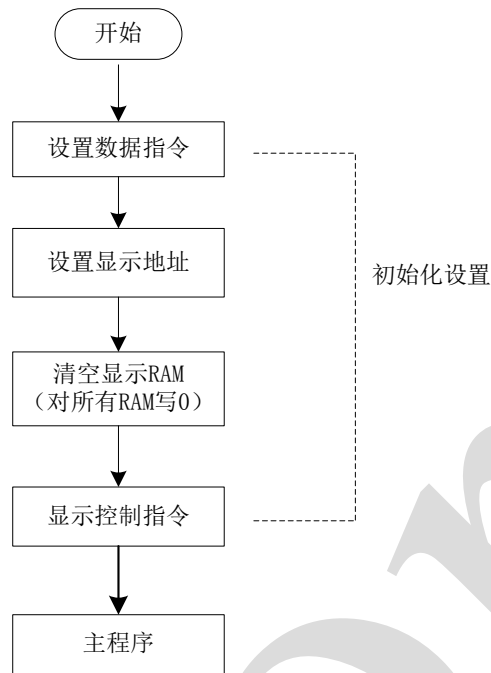 开始
设置数据指令
设置显示地址
初始化设置
清空显示RAM
（对所有RAM写0）
显示控制指令
主程序